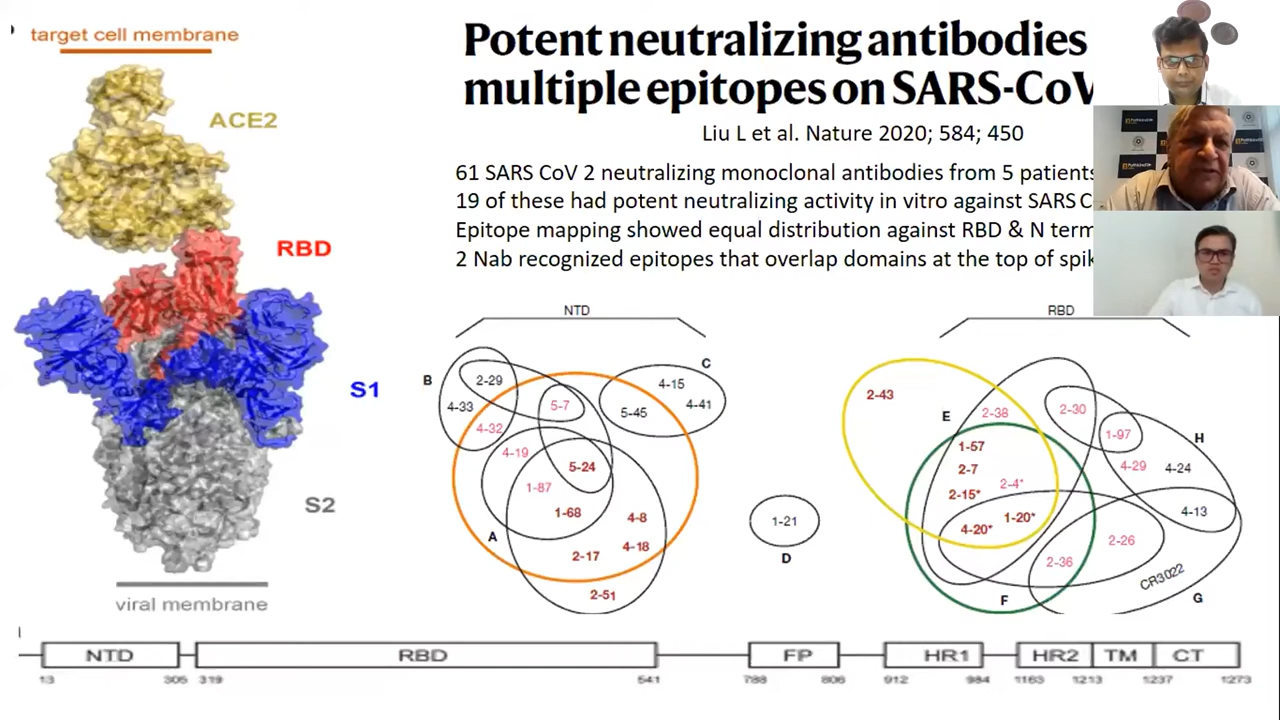 target cell membrane
ACE2
RBD
S1
S2
viral membrane
Potent neutralizing antibodies
multiple epitopes on SARS-CoV
Liu L et al. Nature 2020; 584; 450
61 SARS CoV 2 neutralizing monoclonal antibodies from 5 patients
19 of these had potent neutralizing activity in vitro against SARS C
Epitope mapping showed equal distribution against RBD & N term
2 Nab recognized epitopes that overlap domains at the top of spik
NTD
B
2-29
4-33
4-32
5-7
C
4-15
5-45
4-41
4-19
5-24
1-87
1-68
4-8
A
2-17
4-18
2-51
1-21
D
RBD
2-43
E
2-38
2-30
1-57
1-97
H
2-7
4-29
4-24
2-15*
2-4*
4-20*
1-20*
4-13
2-26
2-36
CR3022
F
G
NTD
RBD
FP
HR1
HR2
TM
CT
13
305
319
541
788
806
912
984
1163
1213
1237
1273